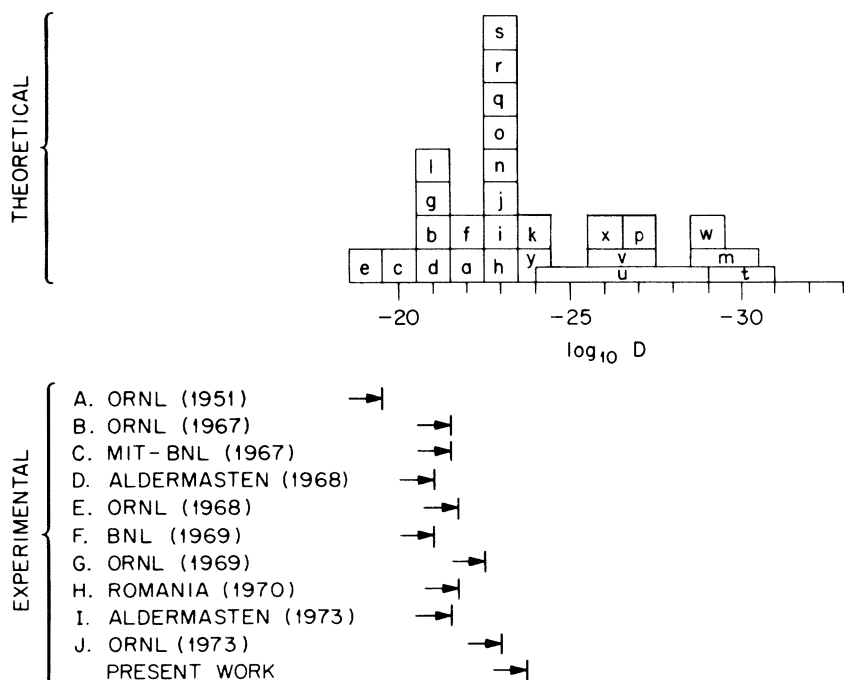 THEORETICAL
s
r
q
o
l n
g j
b f i k x p w
e c d a h y v m
u t
-20 -25 -30
log10 D
EXPERIMENTAL
A. ORNL (1951)
B. ORNL (1967)
C. MIT-BNL (1967)
D. ALDERMASTEN (1968)
E. ORNL (1968)
F. BNL (1969)
G. ORNL (1969)
H. ROMANIA (1970)
I. ALDERMASTEN (1973)
J. ORNL (1973)
PRESENT WORK